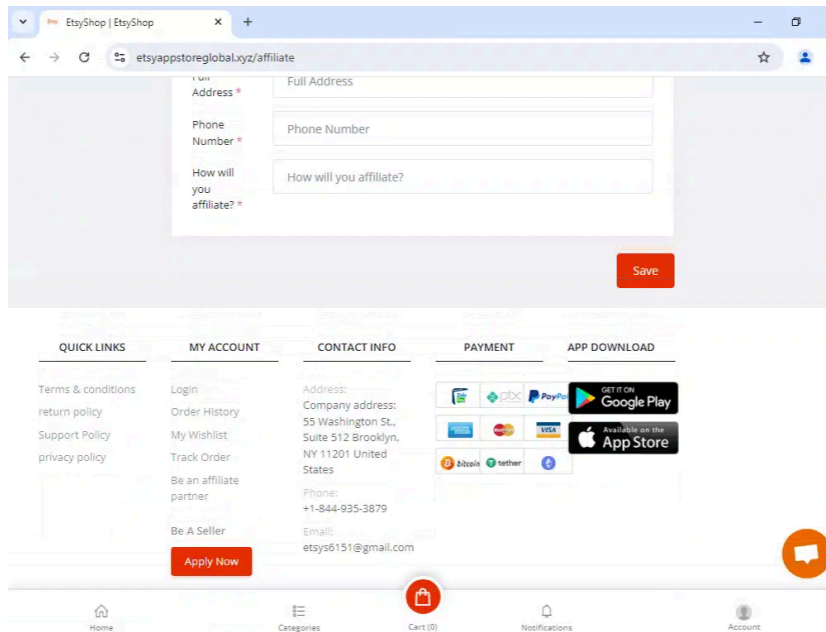 Etsy EtsyShop | EtsyShop
etsyappstoreglobal.xyz/affiliate
Full
Address *
Full Address
Phone
Number *
Phone Number
How will
you
affiliate? *
How will you affiliate?
Save
QUICK LINKS
Terms & conditions
return policy
Support Policy
privacy policy
MY ACCOUNT
Login
Order History
My Wishlist
Track Order
Be an affiliate
partner
Be A Seller
Apply Now
CONTACT INFO
Address:
Company address:
55 Washington St.,
Suite 512 Brooklyn,
NY 11201 United
States
Phone:
+1-844-935-3879
Email:
etsys6151@gmail.com
PAYMENT
ptx
PayPal
VISA
bitcoin
tether
APP DOWNLOAD
GET IT ON
Google Play
Available on the
App Store
Home
Categories
Cart (0)
Notifications
Account